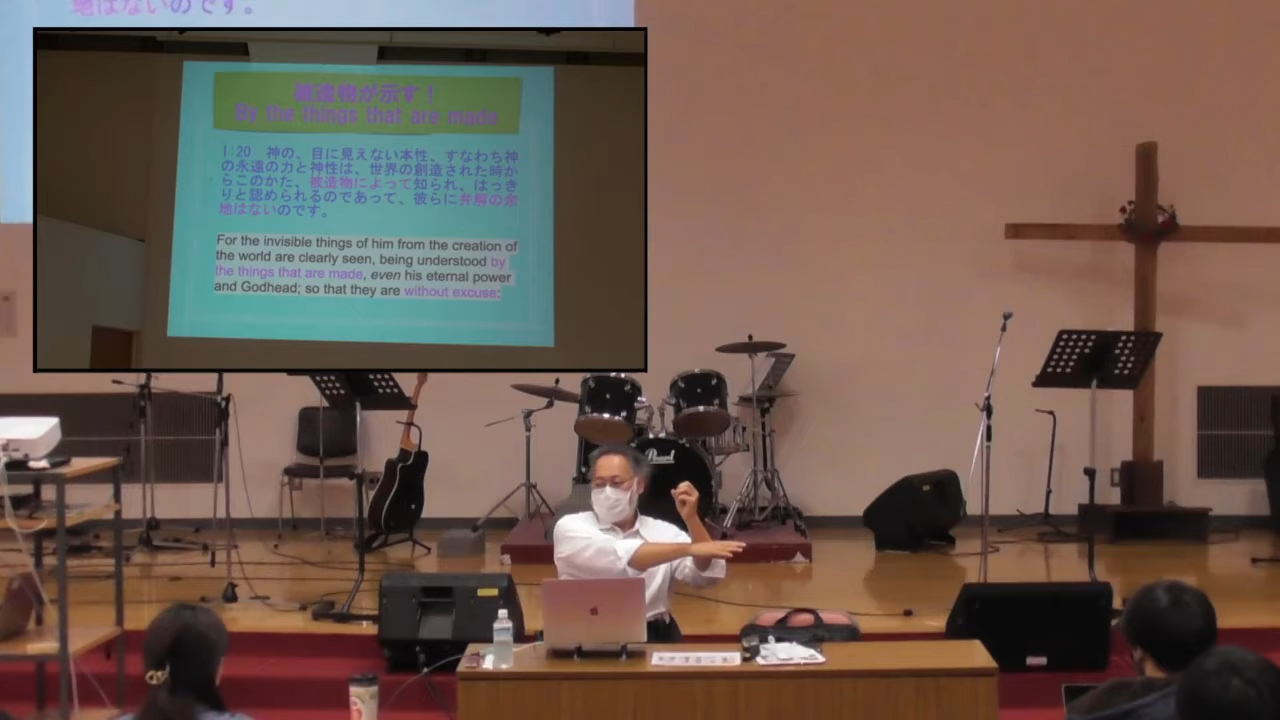 地はないのです。
被造物が示す！
By the things that are made
1:20 神の、目に見えない本性、すなわち神
の永遠の力と神性は、世界の創造された時か
らこのかた、被造物によって知られ、はっき
りと認められるのであって、彼らに弁解の余
地はないのです。
For the invisible things of him from the creation of
the world are clearly seen, being understood by
the things that are made, even his eternal power
and Godhead; so that they are without excuse:
Pearl